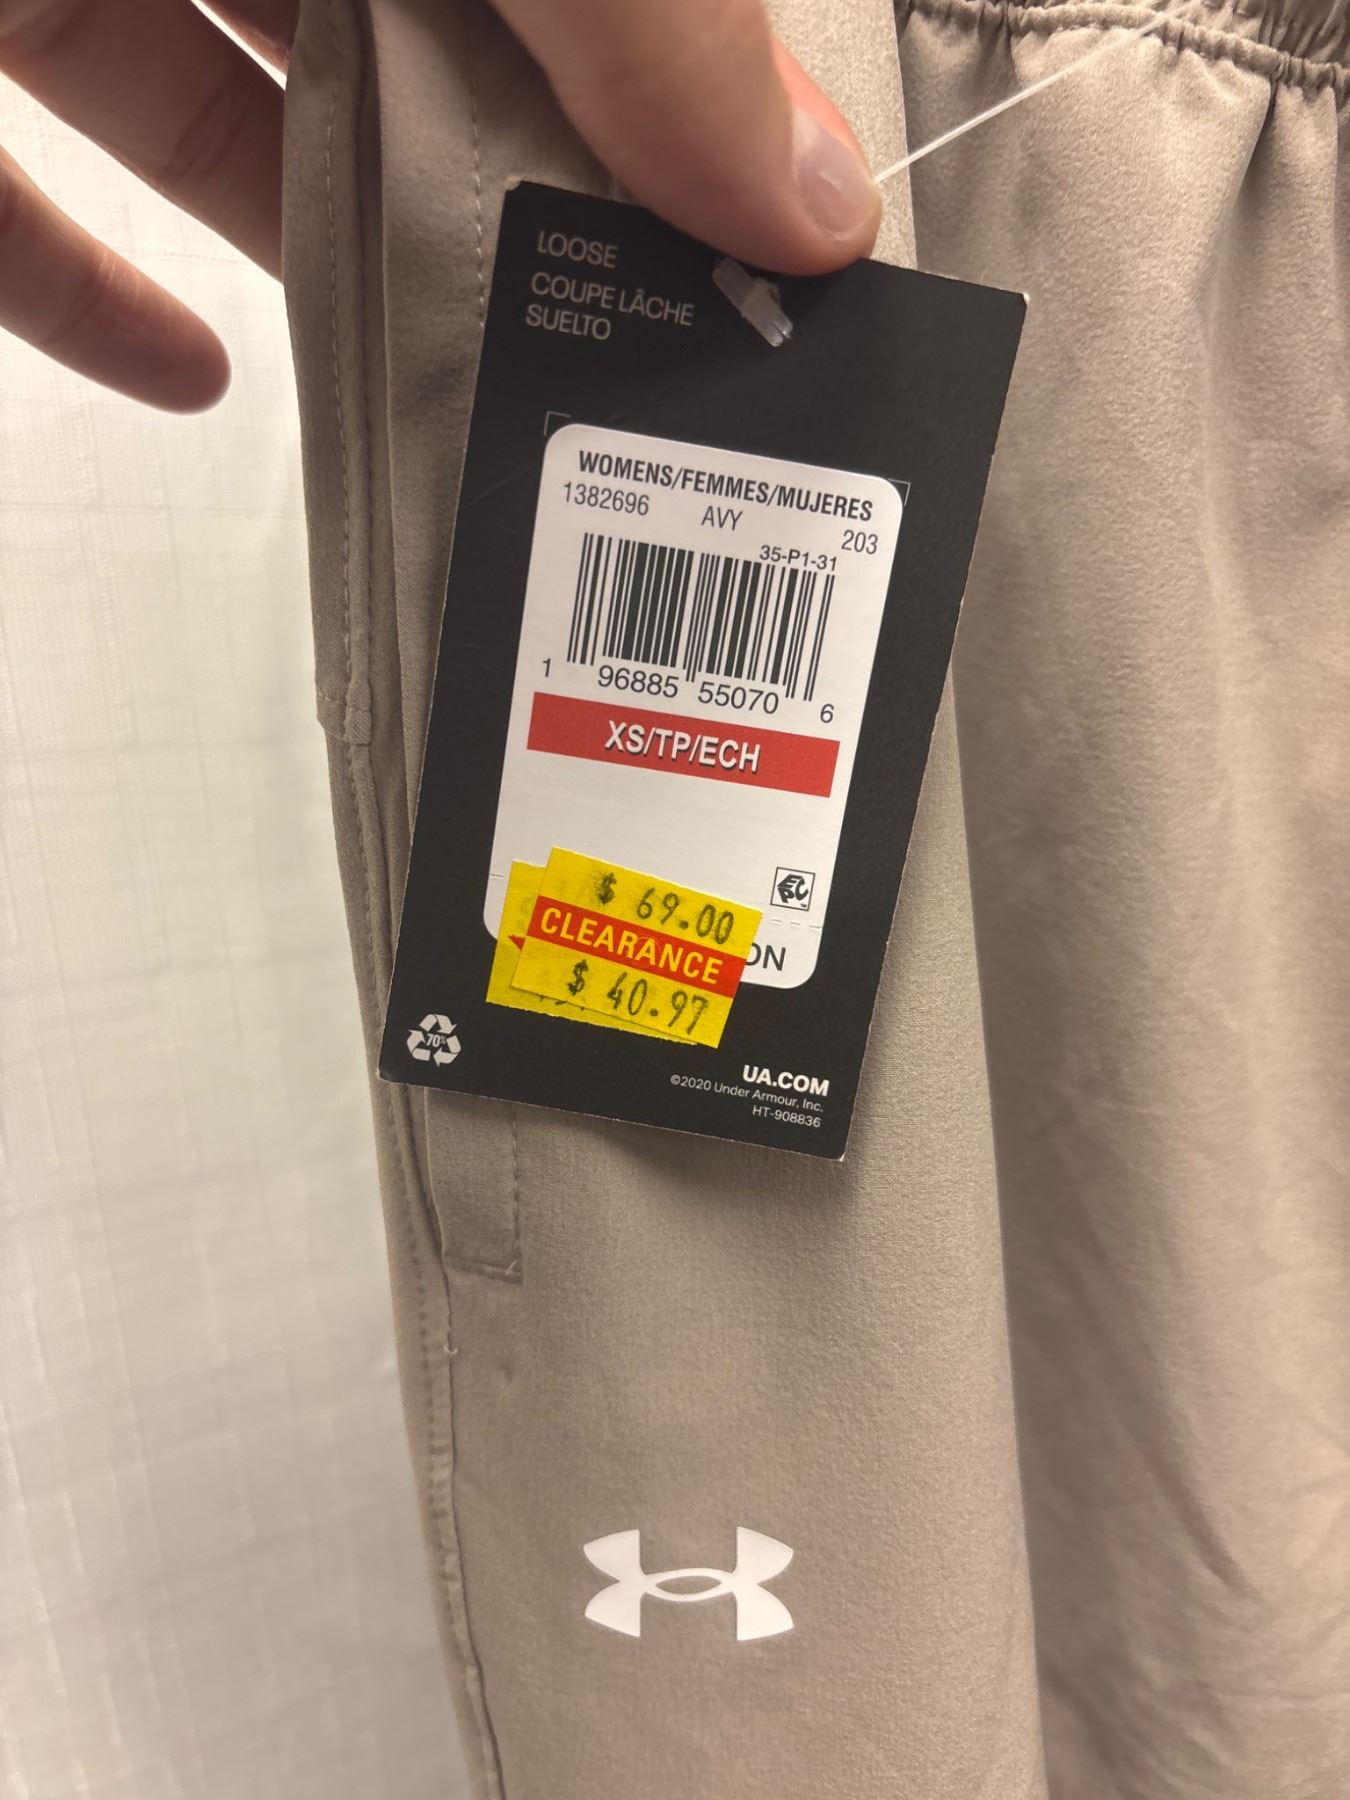 LOOSE
COUPE LÂCHE
SUELTO
WOMENS/FEMMES/MUJERES
1382696 AVY 203
35-P1-31
1 96885 55070 6
XS/TP/ECH
EPC
$ 69.00
CLEARANCE
$ 40.97
70%
UA.COM
©2020 Under Armour, Inc.
HT-908836